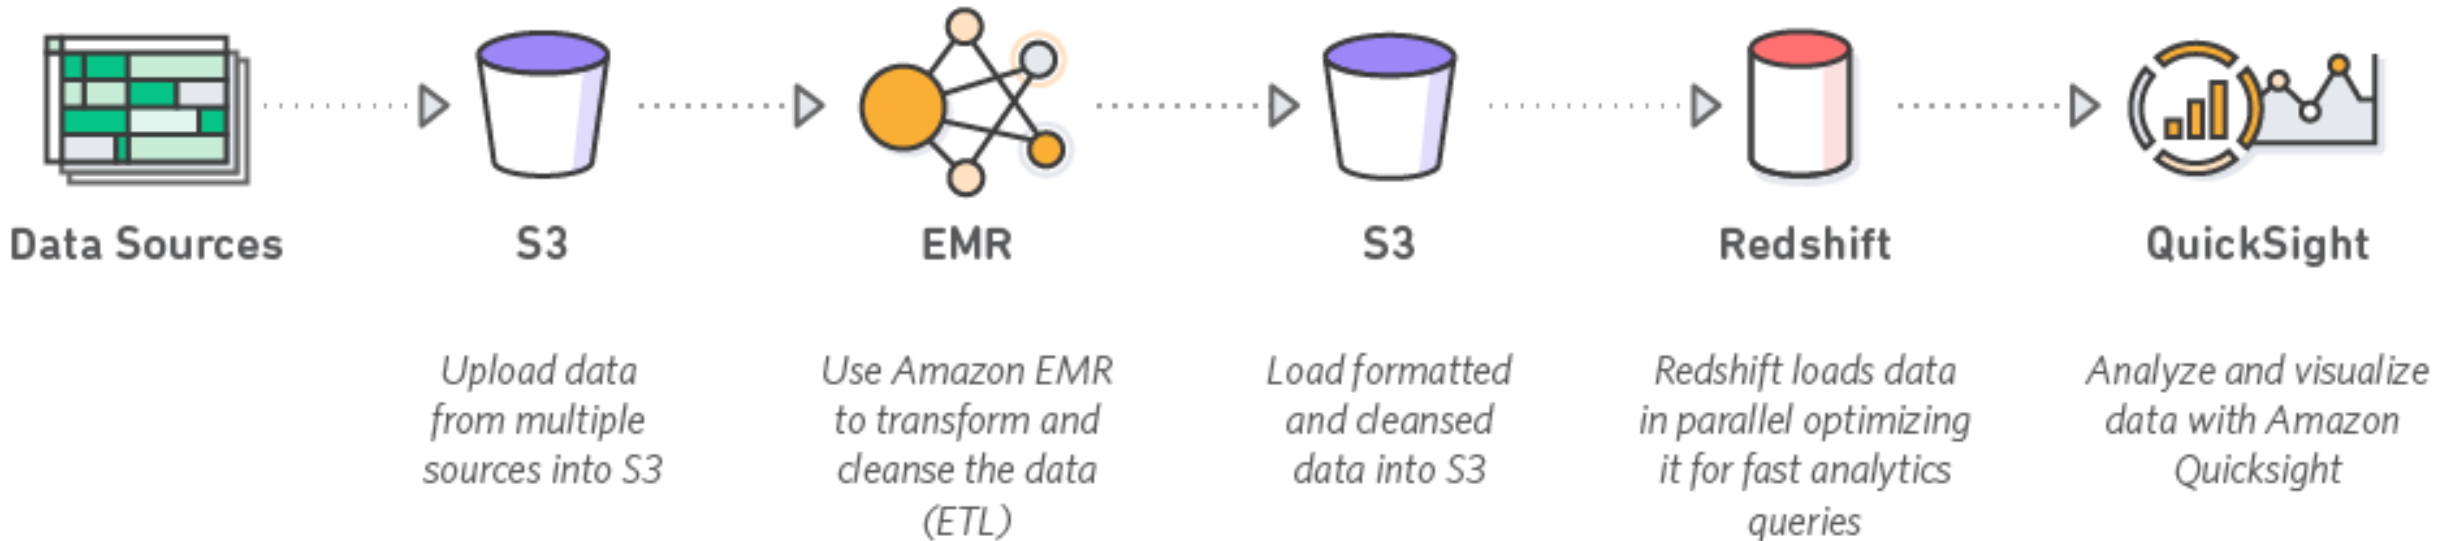 Data Sources
S3
EMR
S3
Redshift
QuickSight
Upload data
from multiple
sources into S3
Use Amazon EMR
to transform and
cleanse the data
(ETL)
Load formatted
and cleansed
data into S3
Redshift loads data
in parallel optimizing
it for fast analytics
queries
Analyze and visualize
data with Amazon
Quicksight